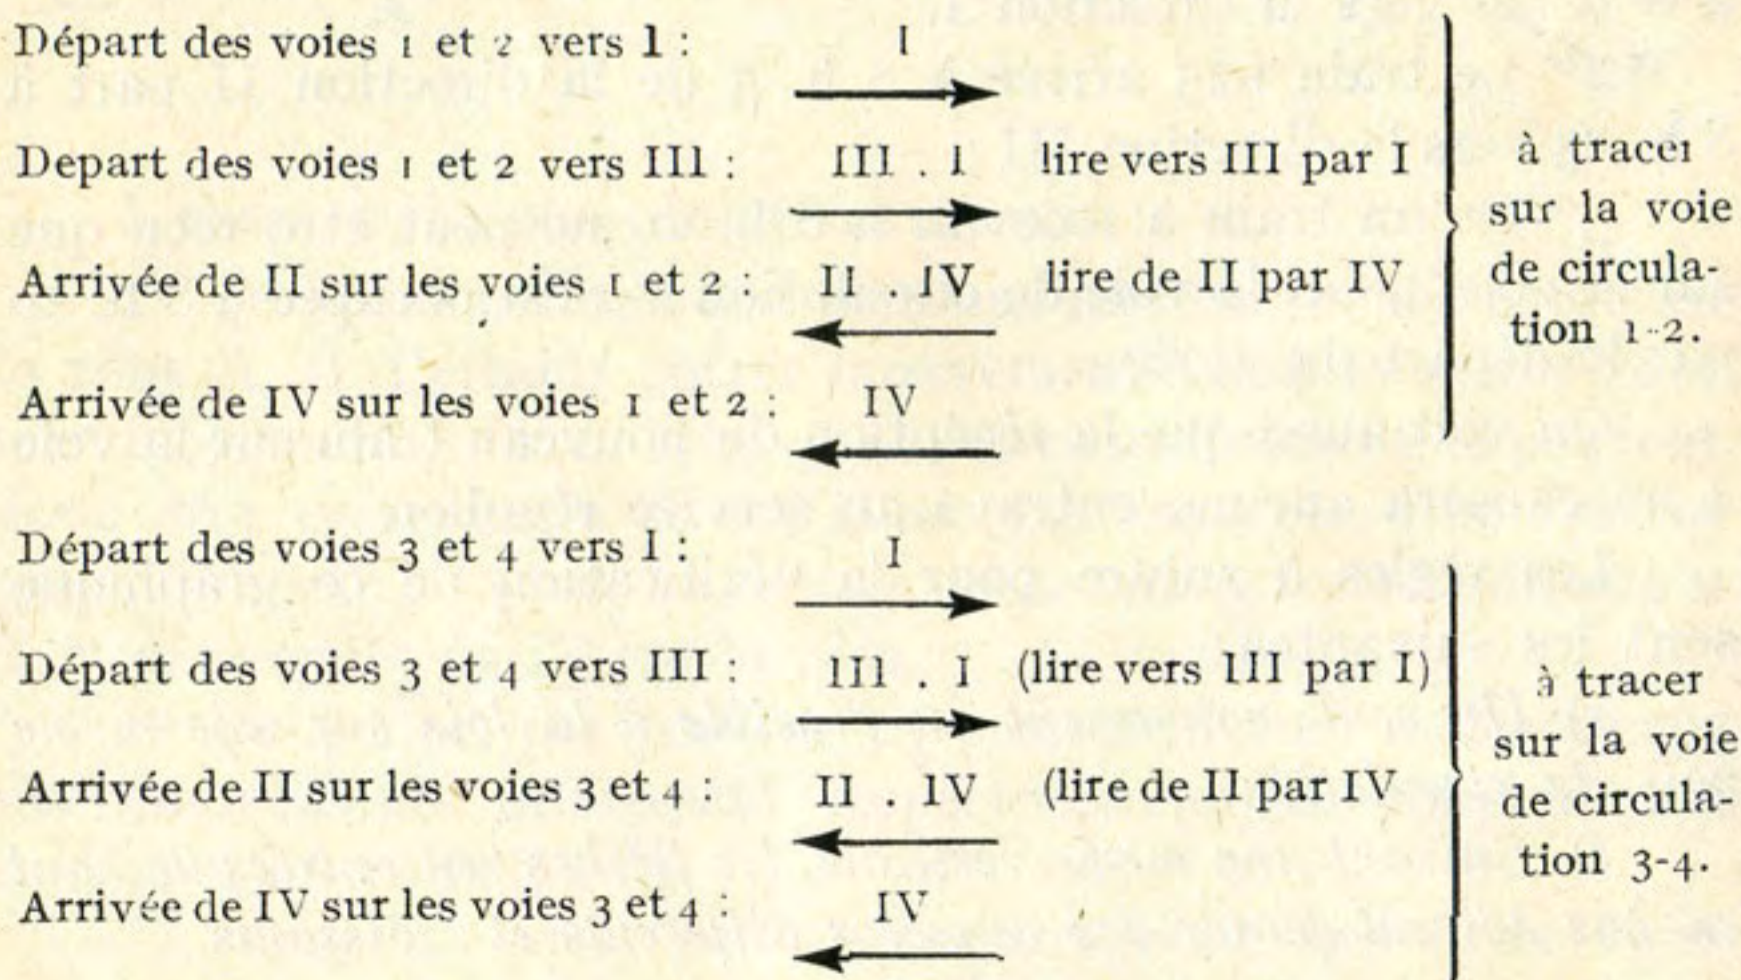 Départ des voies 1 et 2 vers I : I
Depart des voies 1 et 2 vers III : III . I lire vers III par I
Arrivée de II sur les voies 1 et 2 : II . IV lire de II par IV
Arrivée de IV sur les voies 1 et 2 : IV
à tracer
sur la voie
de circula-
tion 1-2.
Départ des voies 3 et 4 vers I : I
Départ des voies 3 et 4 vers III : III . I (lire vers III par I)
Arrivée de II sur les voies 3 et 4 : II . IV (lire de II par IV
Arrivée de IV sur les voies 3 et 4 : IV
à tracer
sur la voie
de circula-
tion 3-4.